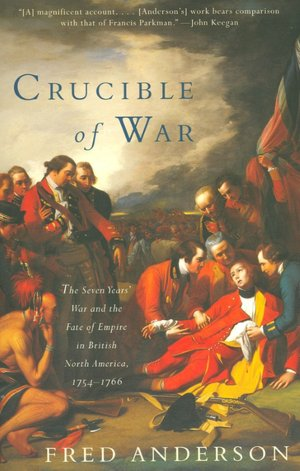 "[A] magnificent account. . . . [Anderson's] work bears comparison
with that of Francis Parkman." —John Keegan
CRUCIBLE
of WAR
The Seven Years'
War and the
Fate of Empire
in British
North America,
1754–1766
FRED ANDERSON